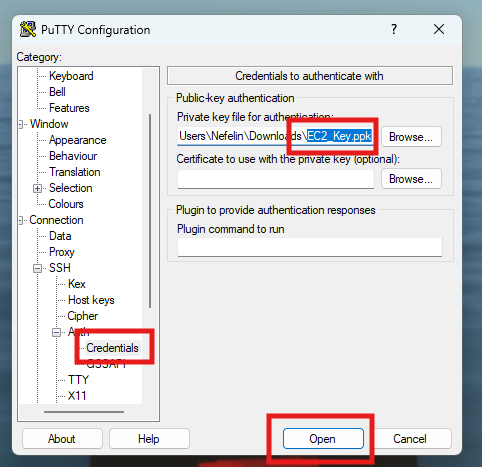 PuTTY Configuration
?
Category:
Keyboard
Bell
Features
Window
Appearance
Behaviour
Translation
Selection
Colours
Connection
Data
Proxy
SSH
Kex
Host keys
Cipher
Auth
Credentials
GSSAPI
TTY
X11
Credentials to authenticate with
Public-key authentication
Private key file for authentication:
Users\Nefelin\Downloads\EC2_Key.ppk
Browse...
Certificate to use with the private key (optional):
Browse...
Plugin to provide authentication responses
Plugin command to run
About
Help
Open
Cancel